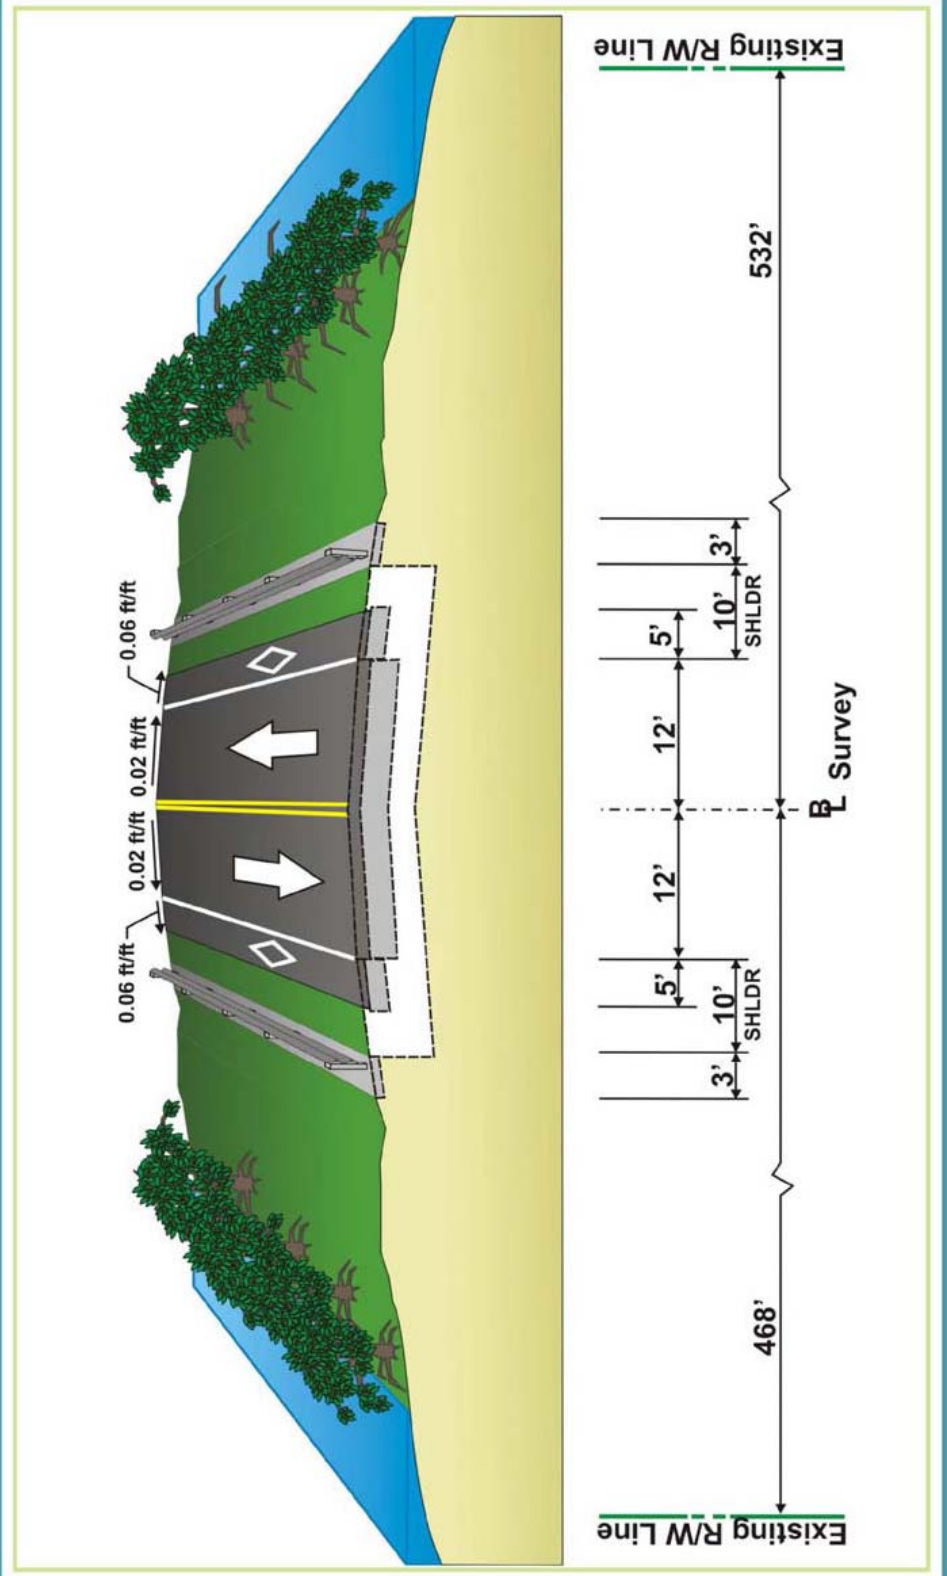 0.06 ft/ft
0.02 ft/ft
0.02 ft/ft
0.06 ft/ft
Existing R/W Line
Existing R/W Line
5'
12'
12'
5'
3'
10'
SHLDR
10'
SHLDR
3'
468'
532'
BL Survey